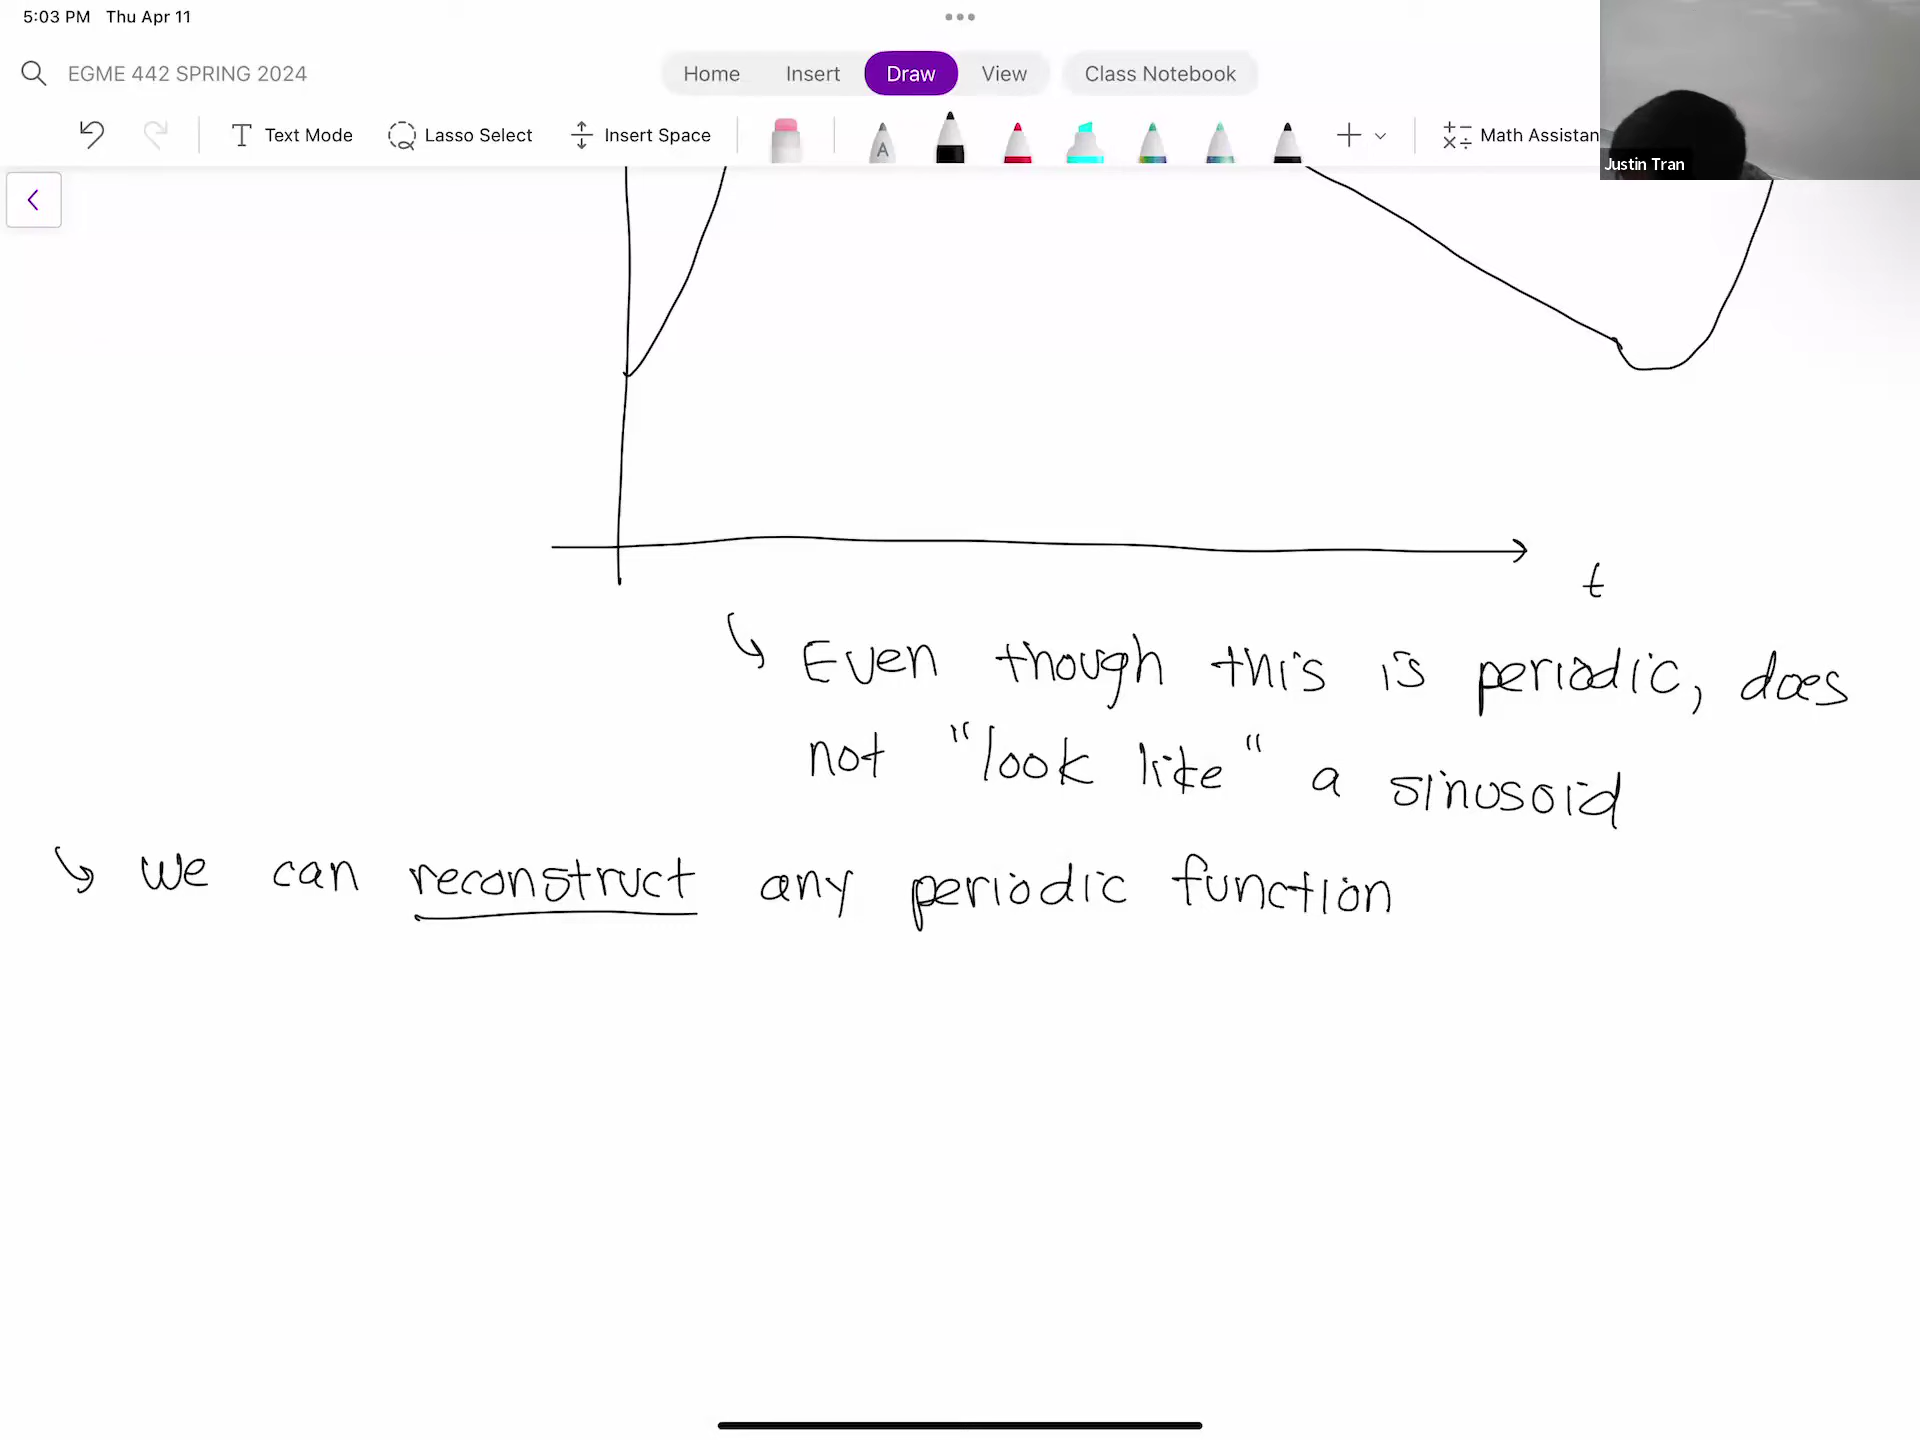 5:03 PM Thu Apr 11
EGME 442 SPRING 2024
Home Insert Draw View Class Notebook
Text Mode Lasso Select Insert Space A Math Assistan
Justin Tran
t
Even though this is periodic, does
not "look like" a sinusoid
We can reconstruct any periodic function